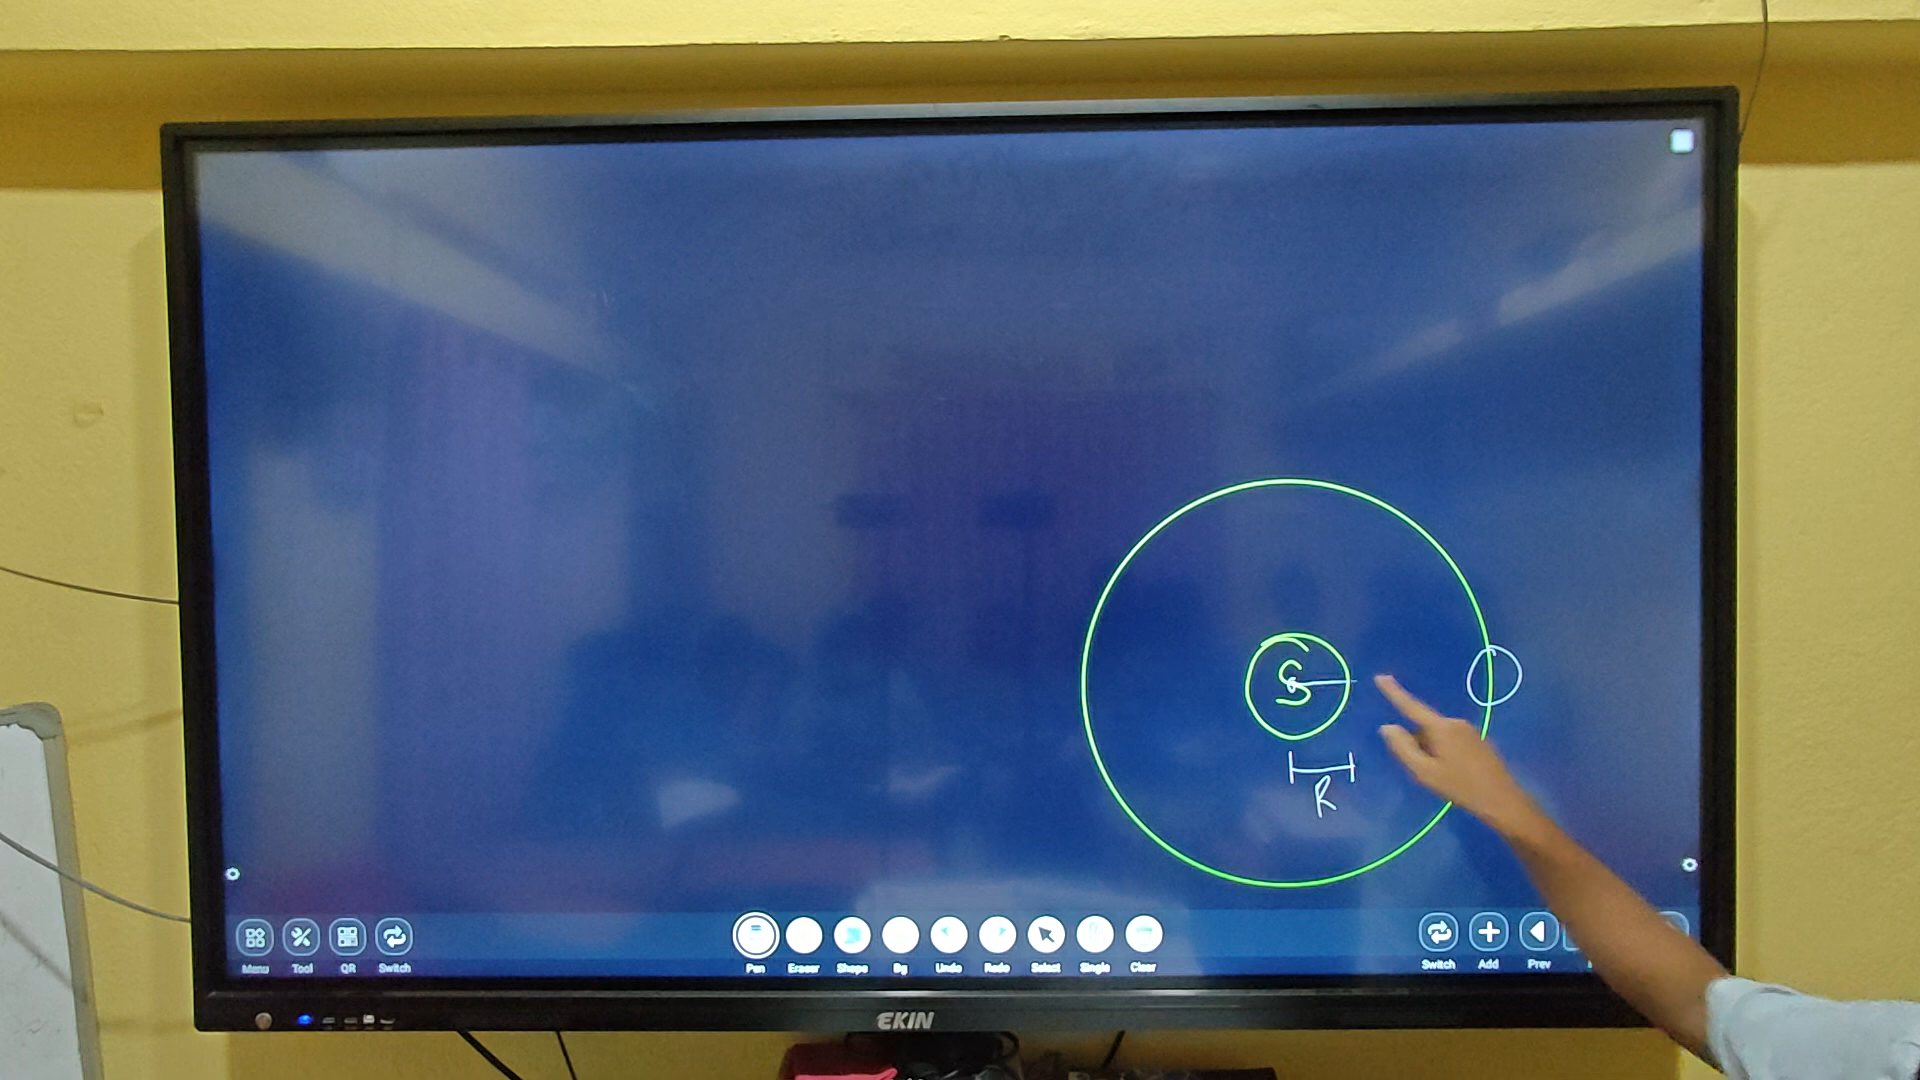 S
R
Menu Tool QR Switch Pen Eraser Shape Bg Undo Redo Select Single Clear Switch Add Prev
EKIN